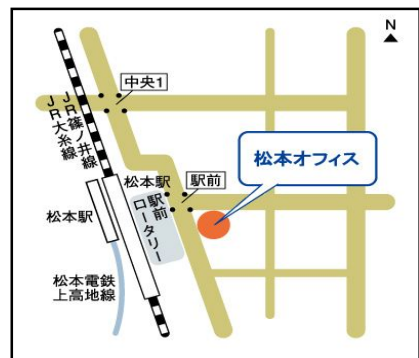 N
中央1
JR篠ノ井線
JR大糸線
松本オフィス
松本駅
駅前
駅前
ロータリー
松本駅
松本電鉄
上高地線